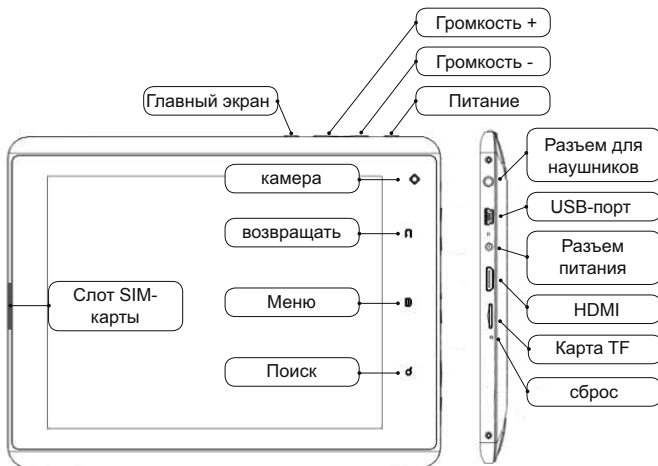 Громкость +
Громкость -
Главный экран
Питание
камера
возвращать
Слот SIM-
карты
Меню
Поиск
Разъем для
наушников
USB-порт
Разъем
питания
HDMI
Карта TF
сброс